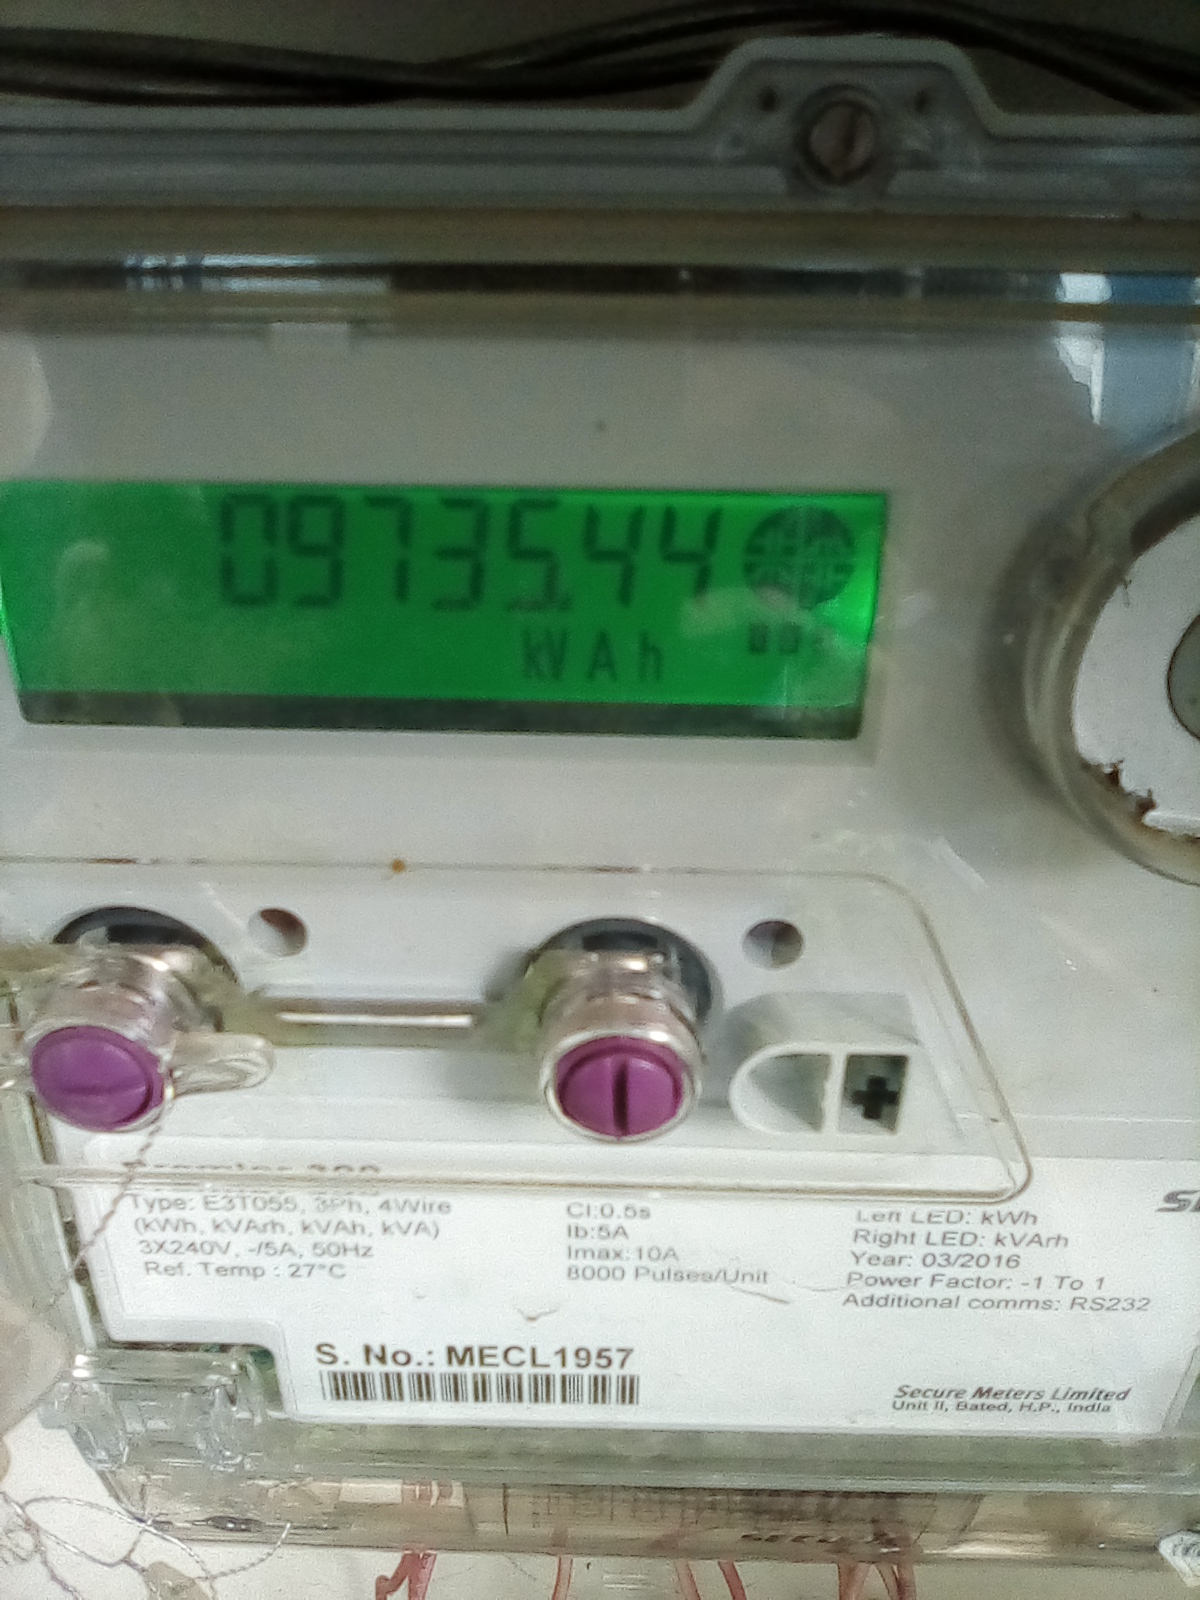 09735.44
kVAh
Type: E3T055, 3Ph, 4Wire
(kWh, kVArh, kVAh, kVA)
3X240V, -/5A, 50Hz
Ref. Temp : 27°C
Cl:0.5s
Ib:5A
Imax:10A
8000 Pulses/Unit
Left LED: kWh
Right LED: kVArh
Year: 03/2016
Power Factor: -1 To 1
Additional comms: RS232
S. No.: MECL1957
Secure Meters Limited
Unit II, Bated, H.P., India